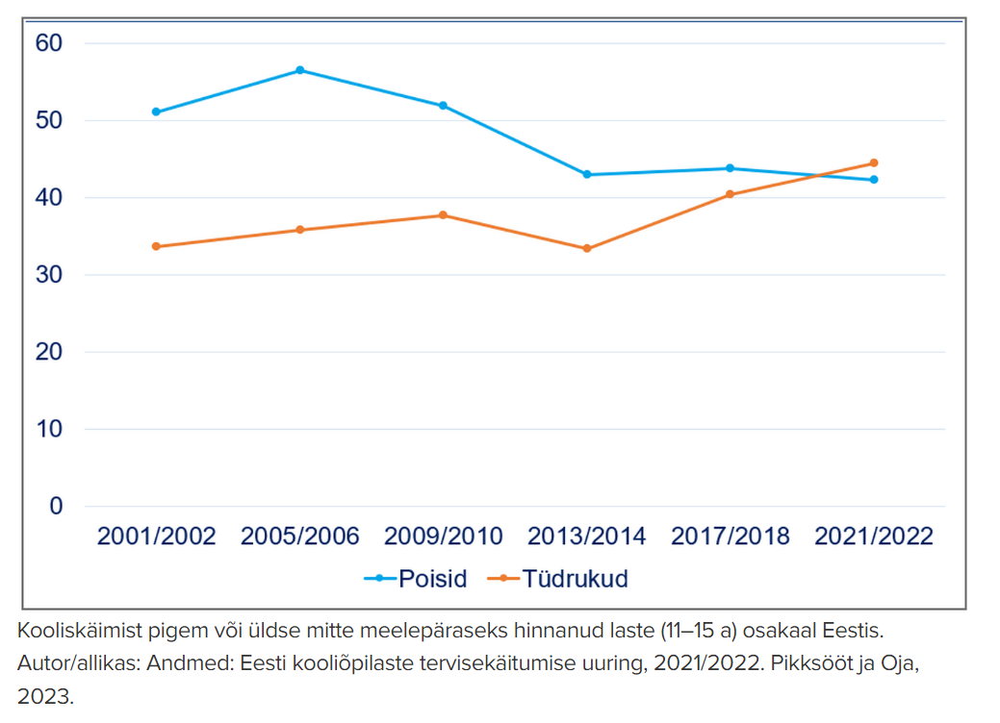 60
50
40
30
20
10
0
2001/2002 2005/2006 2009/2010 2013/2014 2017/2018 2021/2022
Poisid Tüdrukud
Kooliskäimist pigem või üldse mitte meelepäraseks hinnanud laste (11–15 a) osakaal Eestis.
Autor/allikas: Andmed: Eesti kooliõpilaste tervisekäitumise uuring, 2021/2022. Pikksööt ja Oja,
2023.